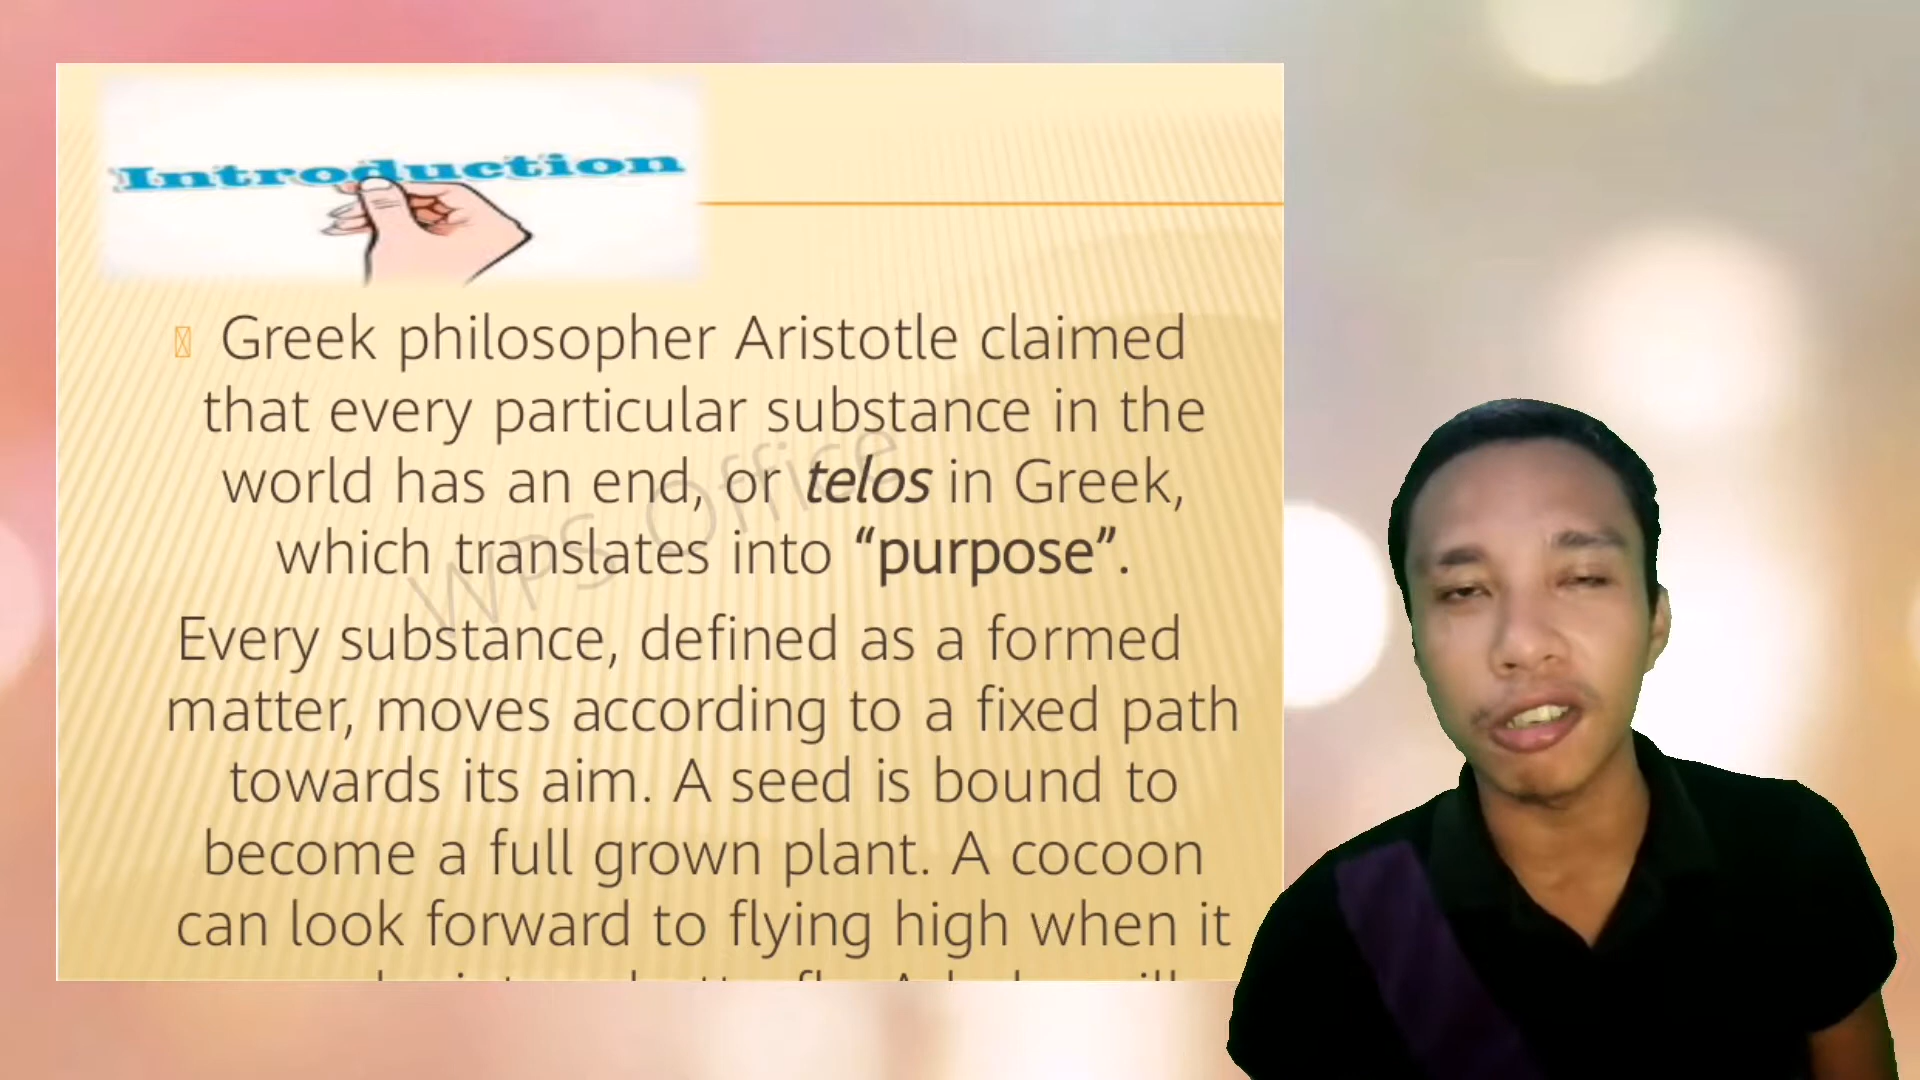 Introduction
Greek philosopher Aristotle claimed
that every particular substance in the
world has an end, or telos in Greek,
which translates into “purpose”.
Every substance, defined as a formed
matter, moves according to a fixed path
towards its aim. A seed is bound to
become a full grown plant. A cocoon
can look forward to flying high when it
WPS Office